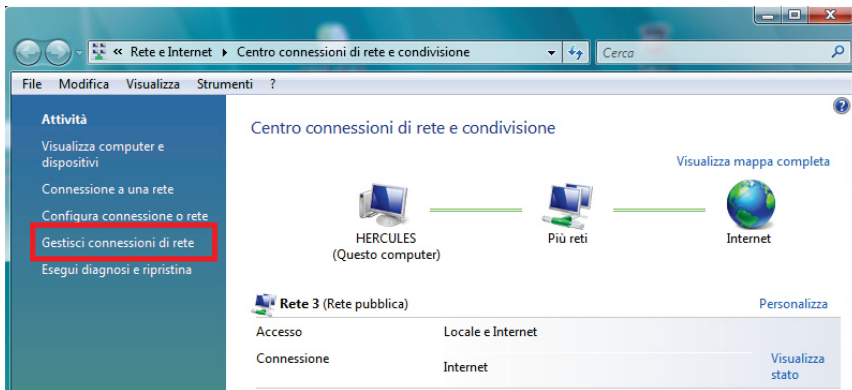 « Rete e Internet ▸ Centro connessioni di rete e condivisione
Cerca
File Modifica Visualizza Strumenti ?
Attività
Visualizza computer e
dispositivi
Connessione a una rete
Configura connessione o rete
Gestisci connessioni di rete
Esegui diagnosi e ripristina
Centro connessioni di rete e condivisione
Visualizza mappa completa
HERCULES
(Questo computer)
Più reti
Internet
Rete 3 (Rete pubblica)
Personalizza
Accesso
Locale e Internet
Connessione
Internet
Visualizza
stato